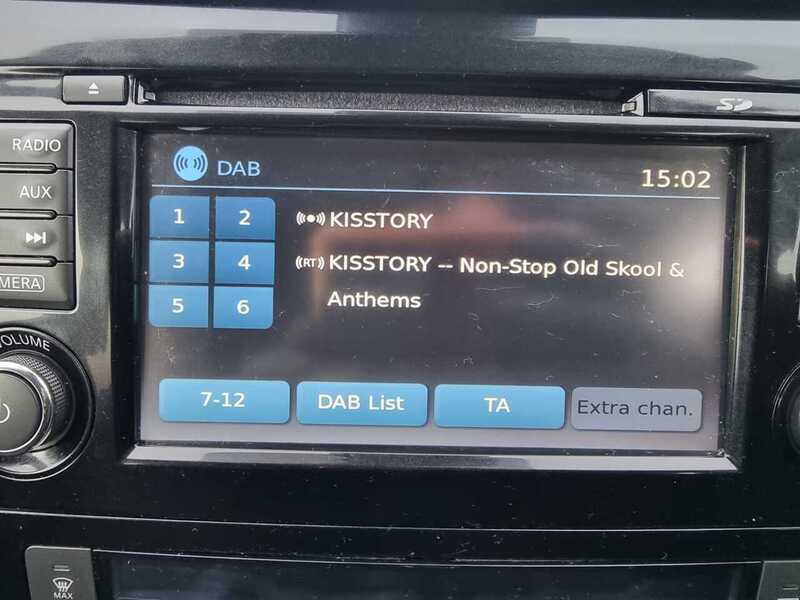 SD
RADIO
AUX
MERA
VOLUME
DAB
15:02
1 2
3 4
5 6
KISSTORY
(RT) KISSTORY -- Non-Stop Old Skool &
Anthems
7-12 DAB List TA Extra chan.
MAX